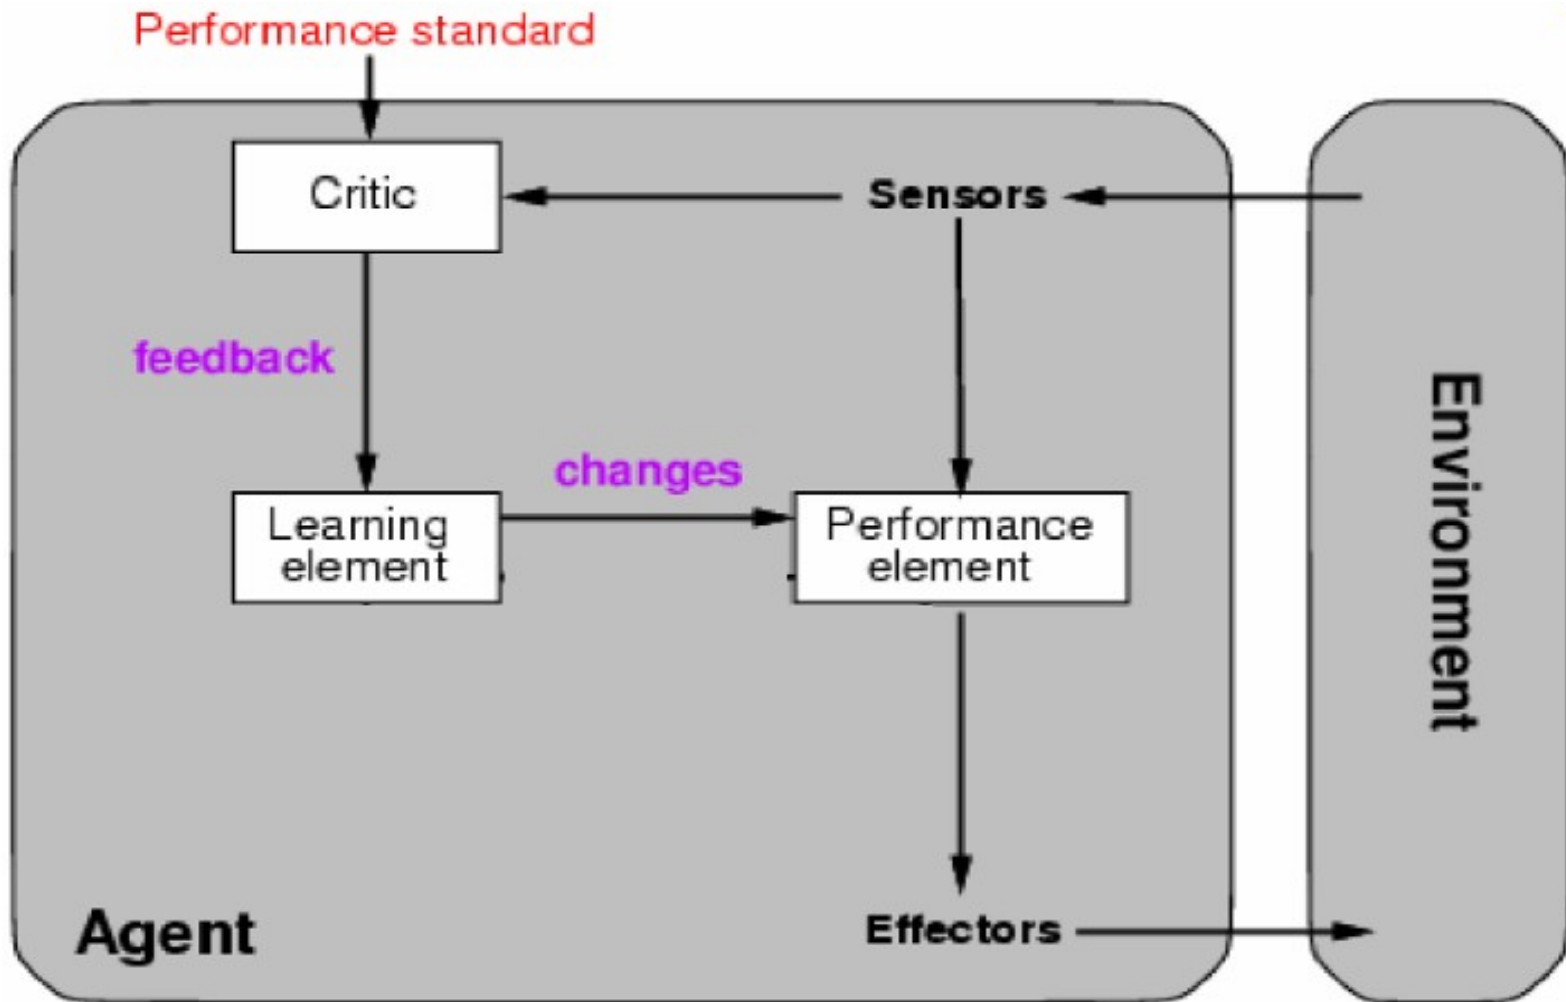 Performance standard
Critic
Sensors
feedback
changes
Learning
element
Performance
element
Environment
Agent
Effectors